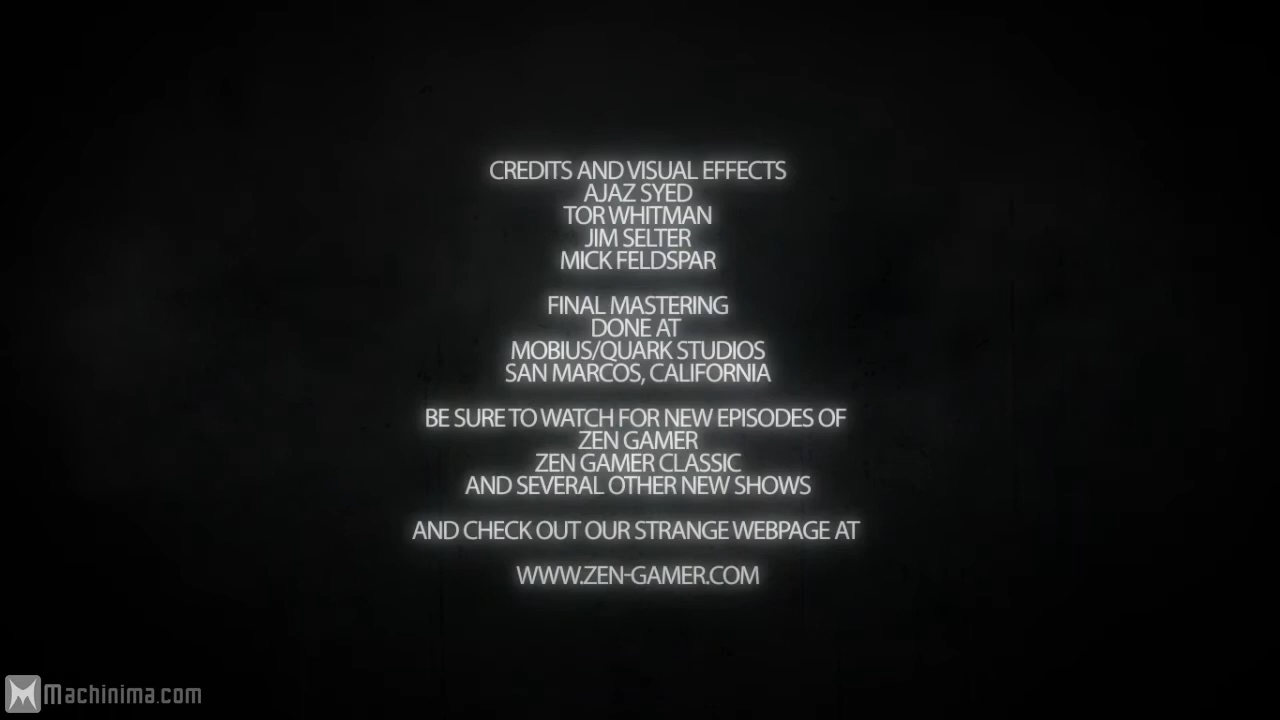 CREDITS AND VISUAL EFFECTS
AJAZ SYED
TOR WHITMAN
JIM SELTER
MICK FELDSPAR
FINAL MASTERING
DONE AT
MOBIUS/QUARK STUDIOS
SAN MARCOS, CALIFORNIA
BE SURE TO WATCH FOR NEW EPISODES OF
ZEN GAMER
ZEN GAMER CLASSIC
AND SEVERAL OTHER NEW SHOWS
AND CHECK OUT OUR STRANGE WEBPAGE AT
WWW.ZEN-GAMER.COM
Machinima.com